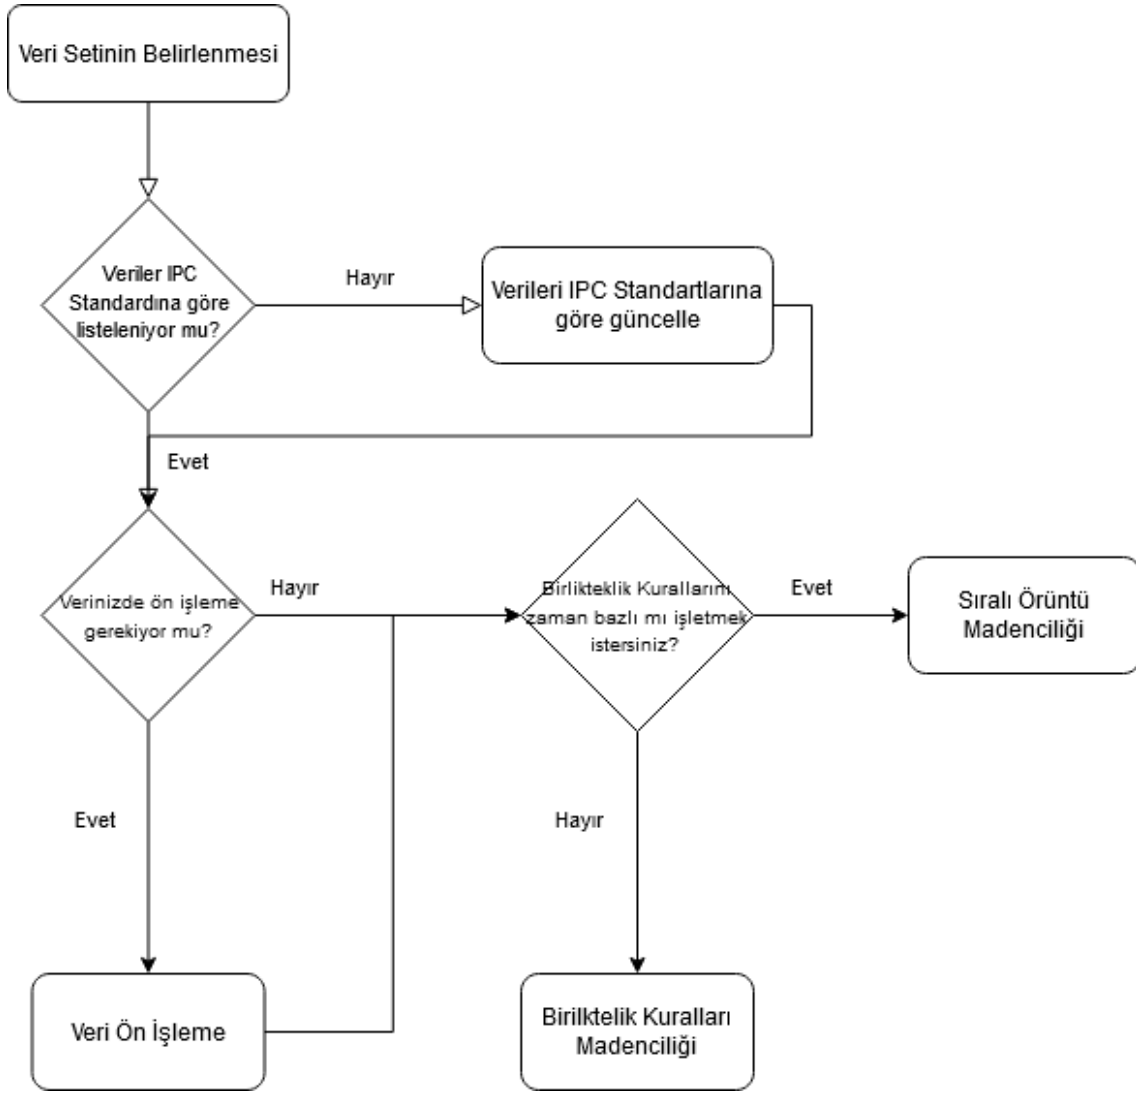 Veri Setinin Belirlenmesi
Veriler IPC
Standardına göre
listeleniyor mu?
Hayır
Verileri IPC Standartlarına
göre güncelle
Evet
Verinizde ön işleme
gerekiyor mu?
Hayır
Birlikteklik Kurallarını
zaman bazlı mı işletmek
istersiniz?
Evet
Sıralı Örüntü
Madenciliği
Evet
Hayır
Veri Ön İşleme
Birilktelik Kuralları
Madenciliği